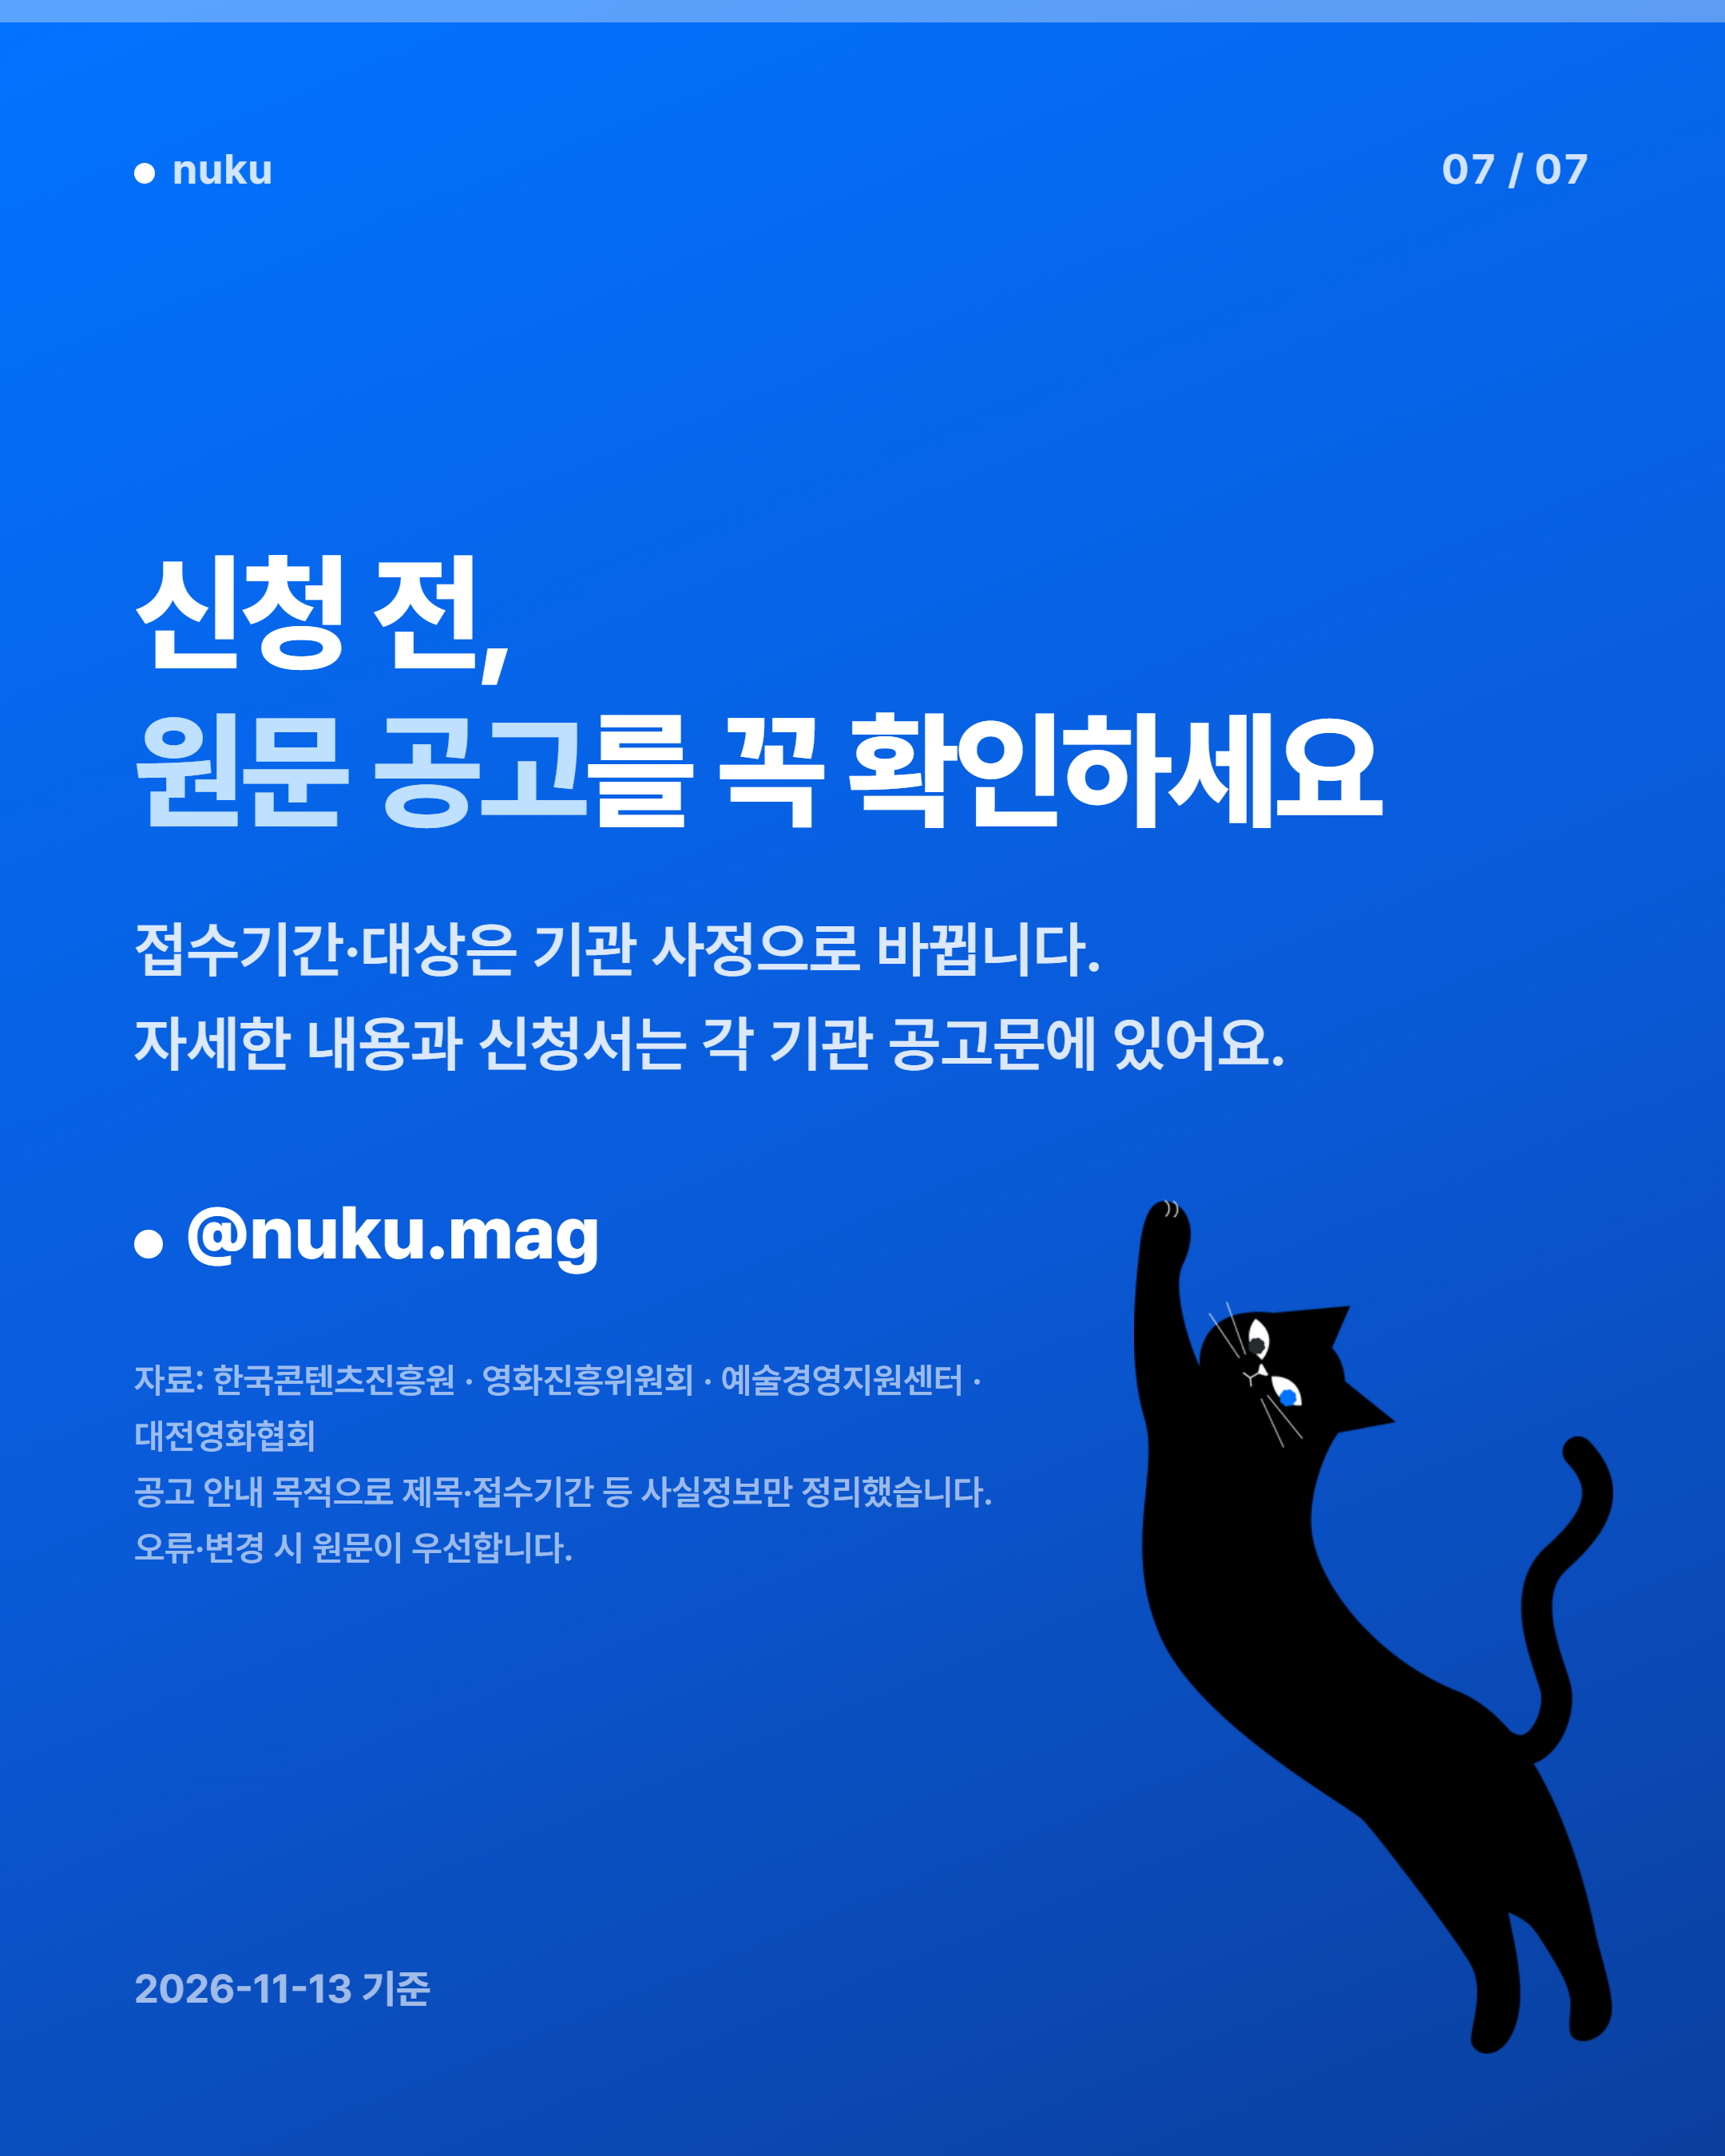 nuku
07 / 07
신청 전,
원문 공고를 꼭 확인하세요
접수기간·대상은 기관 사정으로 바뀝니다.
자세한 내용과 신청서는 각 기관 공고문에 있어요.
@nuku.mag
자료: 한국콘텐츠진흥원 · 영화진흥위원회 · 예술경영지원센터 ·
대전영화협회
공고 안내 목적으로 제목·접수기간 등 사실정보만 정리했습니다.
오류·변경 시 원문이 우선합니다.
2026-11-13 기준